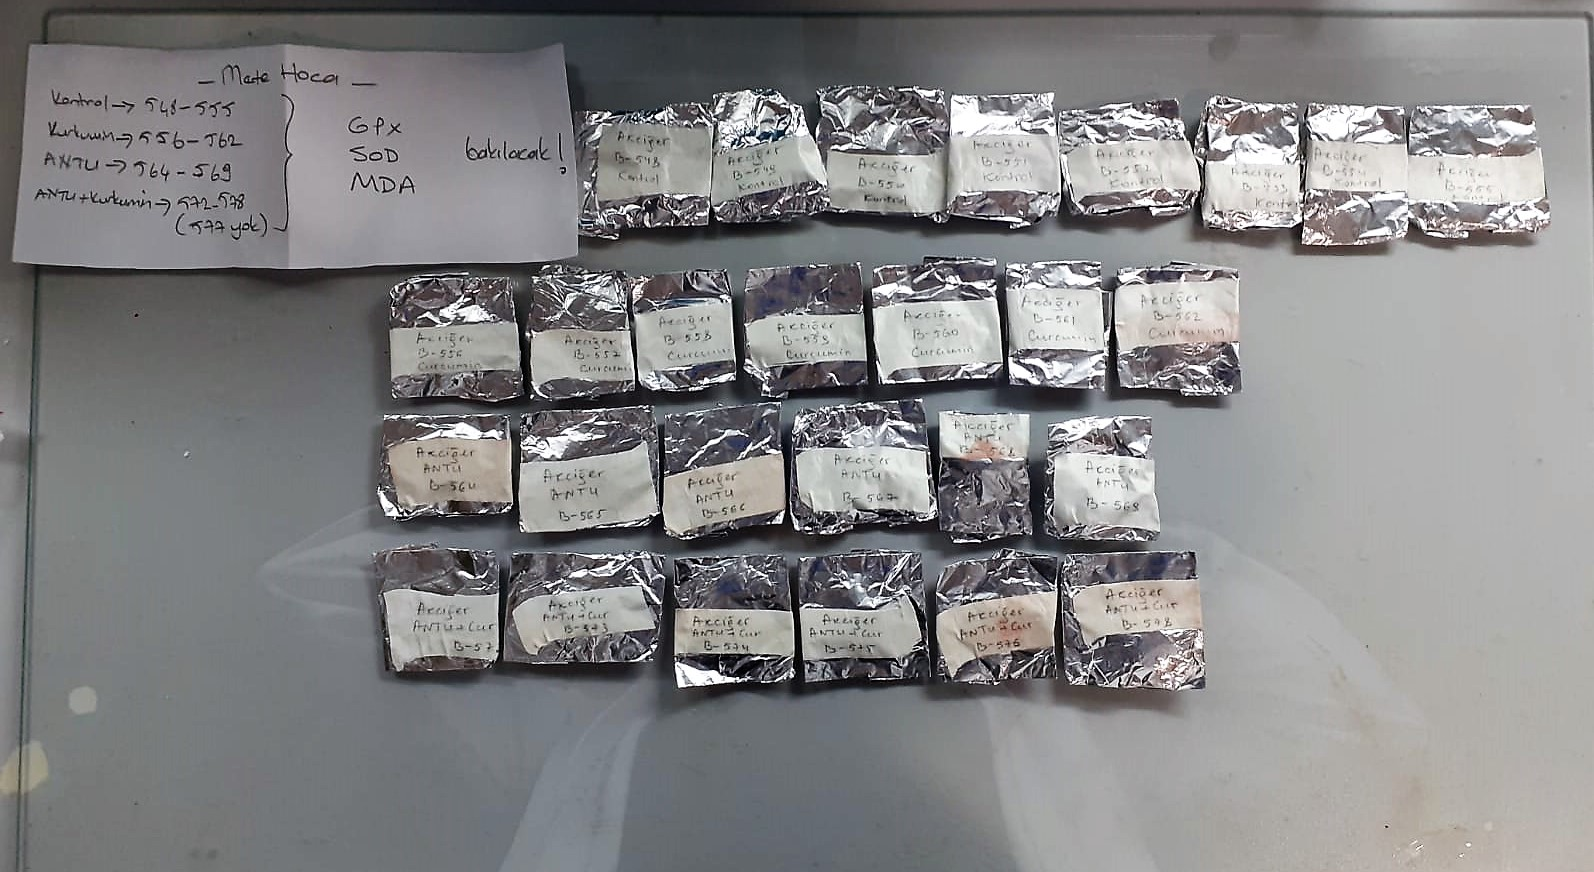 - Mete Hoca -
Kontrol → 548-555
Kurkumin → 556-562
ANTU → 564-569
ANTU+Kurkumin → 572-578
(577 yok)
GPx
SOD
MDA
bakılacak!
Akciğer
B-548
Kontrol
Akciğer
B-549
Kontrol
Akciğer
B-550
Kontrol
Akciğer
B-551
Kontrol
Akciğer
B-552
Kontrol
Akciğer
B-553
Akciğer
B-554
Kontrol
Akciğer
B-555
Kontrol
Akciğer
B-556
Curcumin
Akciğer
B-557
Curcumin
Akciğer
B-558
Curcumin
Akciğer
B-559
Curcumin
Akciğer
B-560
Curcumin
Akciğer
B-561
Curcumin
Akciğer
B-562
Curcumin
Akciğer
ANTU
B-564
Akciğer
ANTU
B-565
Akciğer
ANTU
B-566
Akciğer
ANTU
B-567
Akciğer
ANTU
Akciğer
ANTU
Akciğer
ANTU+Cur
B-57
Akciğer
ANTU+Cur
B-573
Akciğer
ANTU+Cur
B-574
Akciğer
ANTU+Cur
B-575
Akciğer
ANTU+Cur
B-576
Akciğer
ANTU+Cur
B-578